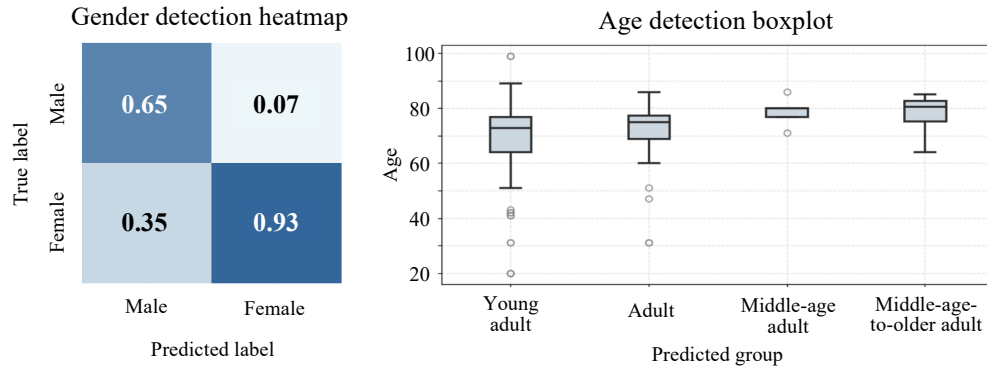 Gender detection heatmap
True label
Male
Female
0.65
0.07
0.35
0.93
Male
Female
Predicted label
Age detection boxplot
Age
100
80
60
40
20
Young
adult
Adult
Middle-age
adult
Middle-age-
to-older adult
Predicted group